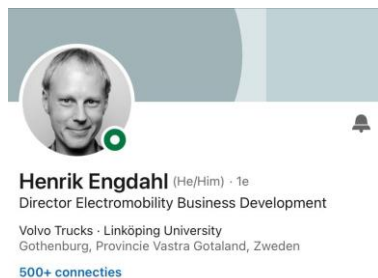 Henrik Engdahl (He/Him) · 1e
Director Electromobility Business Development
Volvo Trucks · Linköping University
Gothenburg, Provincie Vastra Gotaland, Zweden
500+ connecties